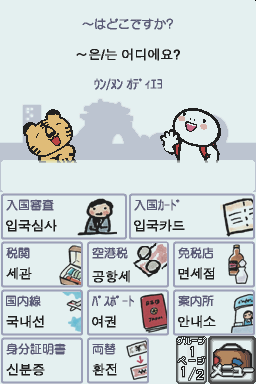 ～はどこですか?
～은/는 어디에요?
ウン/ヌン オディエヨ
入国審査
입국심사
入国カード
입국카드
税関
세관
空港税
공항세
免税店
면세점
国内線
국내선
パスポート
여권
案内所
안내소
身分証明書
신분증
両替
환전
グループ
1
ページ
1/2